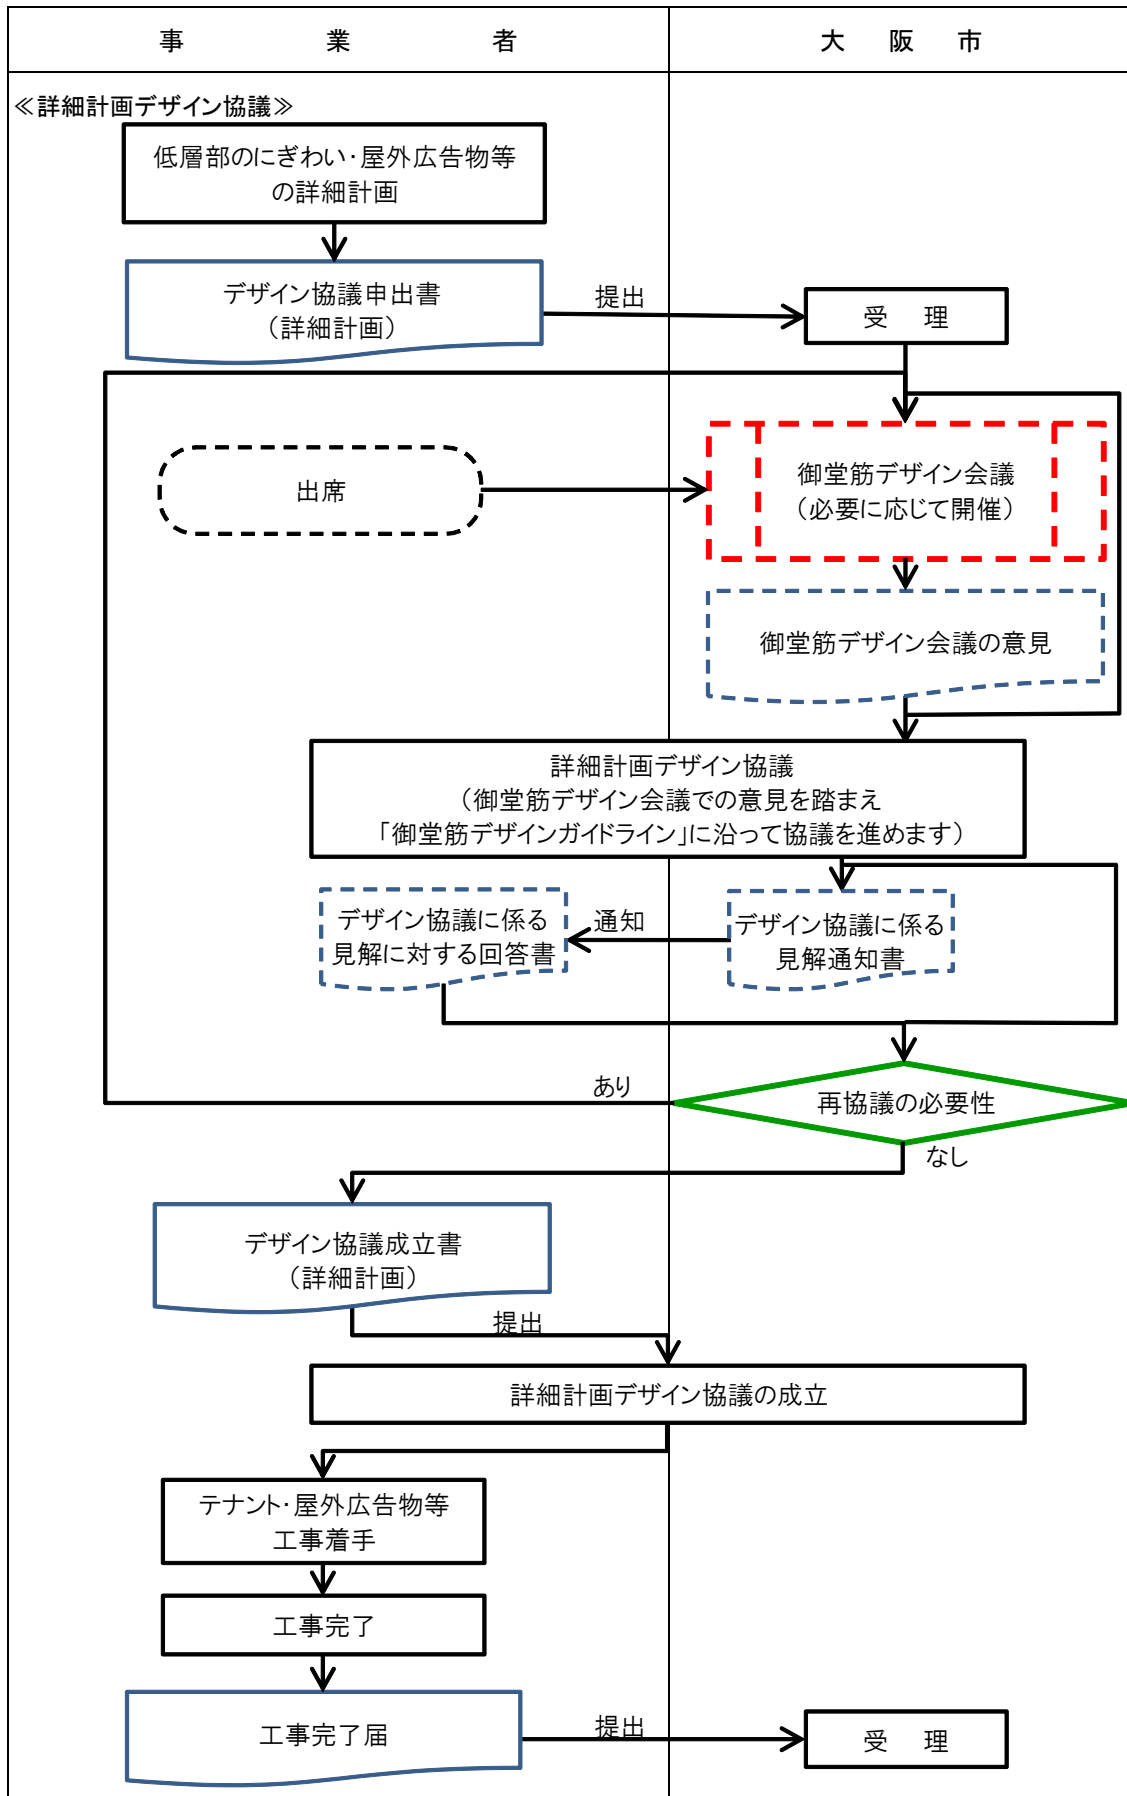 事業者
大阪市
≪詳細計画デザイン協議≫
低層部のにぎわい・屋外広告物等
の詳細計画
デザイン協議申出書
（詳細計画）
提出
受理
出席
御堂筋デザイン会議
（必要に応じて開催）
御堂筋デザイン会議の意見
詳細計画デザイン協議
（御堂筋デザイン会議での意見を踏まえ
「御堂筋デザインガイドライン」に沿って協議を進めます）
デザイン協議に係る
見解に対する回答書
通知
デザイン協議に係る
見解通知書
あり
再協議の必要性
なし
デザイン協議成立書
（詳細計画）
提出
詳細計画デザイン協議の成立
テナント・屋外広告物等
工事着手
工事完了
工事完了届
提出
受理